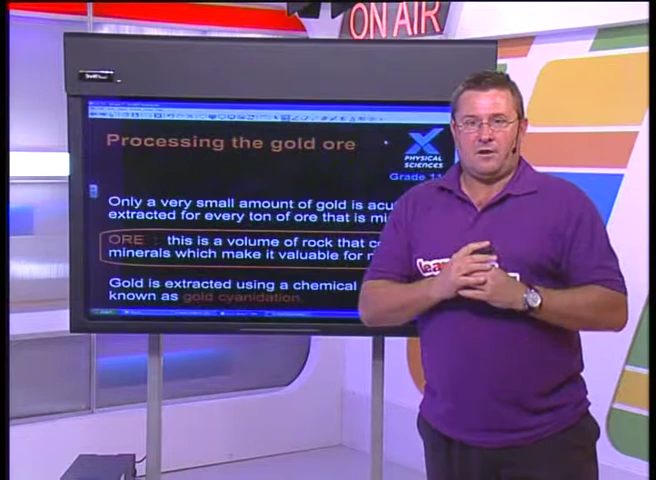 ON AIR
Processing the gold ore
X
PHYSICAL
SCIENCES
Grade 11
Only a very small amount of gold is
extracted for every ton of ore that is
ORE : this is a volume of rock that
minerals which make it valuable for
Gold is extracted using a chemical
known as gold cyanidation.